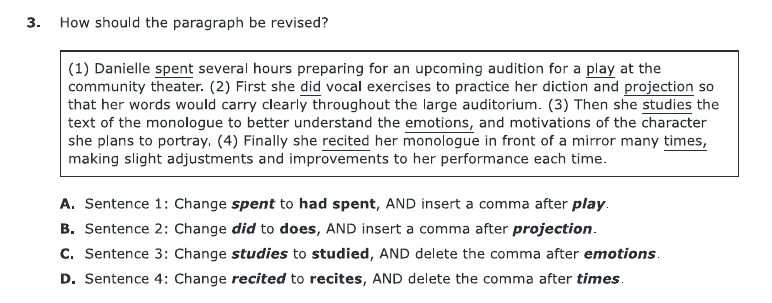 3. How should the paragraph be revised?
(1) Danielle spent several hours preparing for an upcoming audition for a play at the
community theater. (2) First she did vocal exercises to practice her diction and projection so
that her words would carry clearly throughout the large auditorium. (3) Then she studies the
text of the monologue to better understand the emotions, and motivations of the character
she plans to portray. (4) Finally she recited her monologue in front of a mirror many times,
making slight adjustments and improvements to her performance each time.
A. Sentence 1: Change spent to had spent, AND insert a comma after play.
B. Sentence 2: Change did to does, AND insert a comma after projection.
C. Sentence 3: Change studies to studied, AND delete the comma after emotions.
D. Sentence 4: Change recited to recites, AND delete the comma after times.